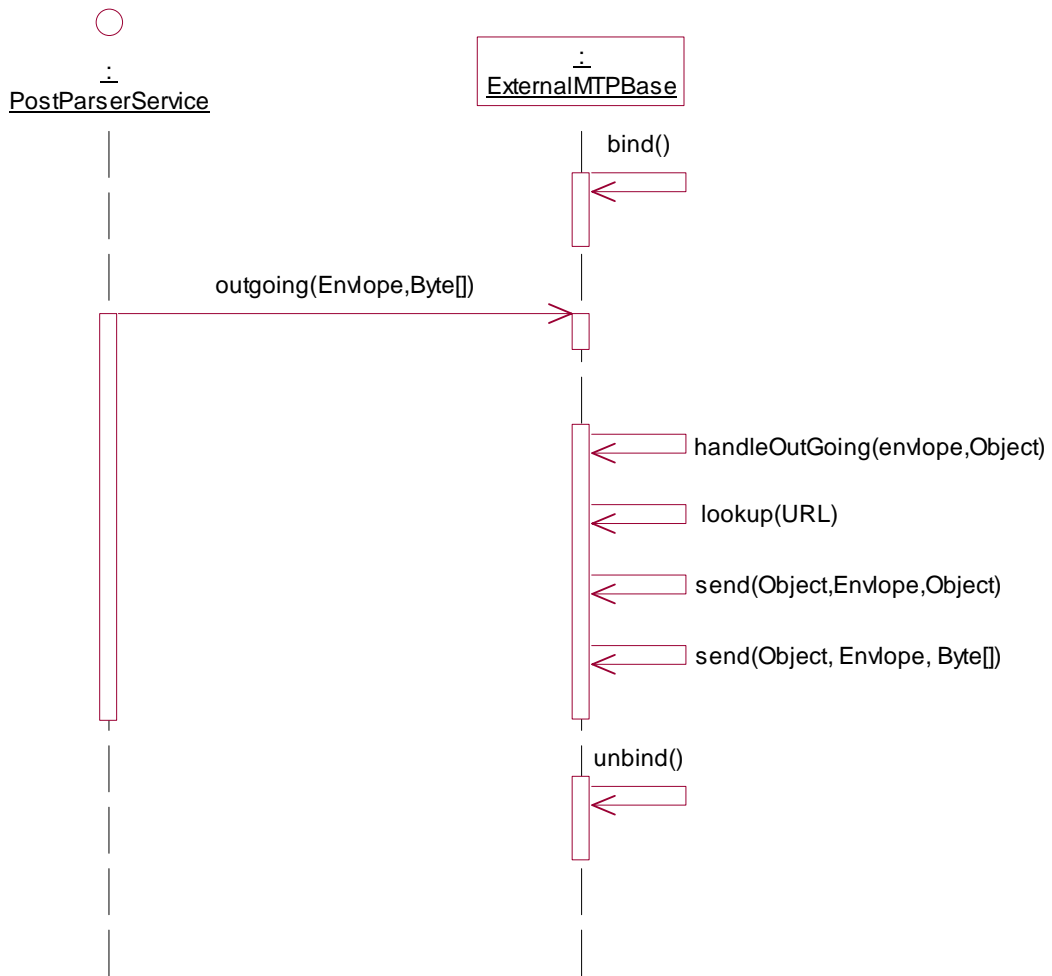 :
PostParserService
:
ExternalMTPBase
bind()
outgoing(Envlope,Byte[])
handleOutGoing(envlope,Object)
lookup(URL)
send(Object,Envlope,Object)
send(Object, Envlope, Byte[])
unbind()